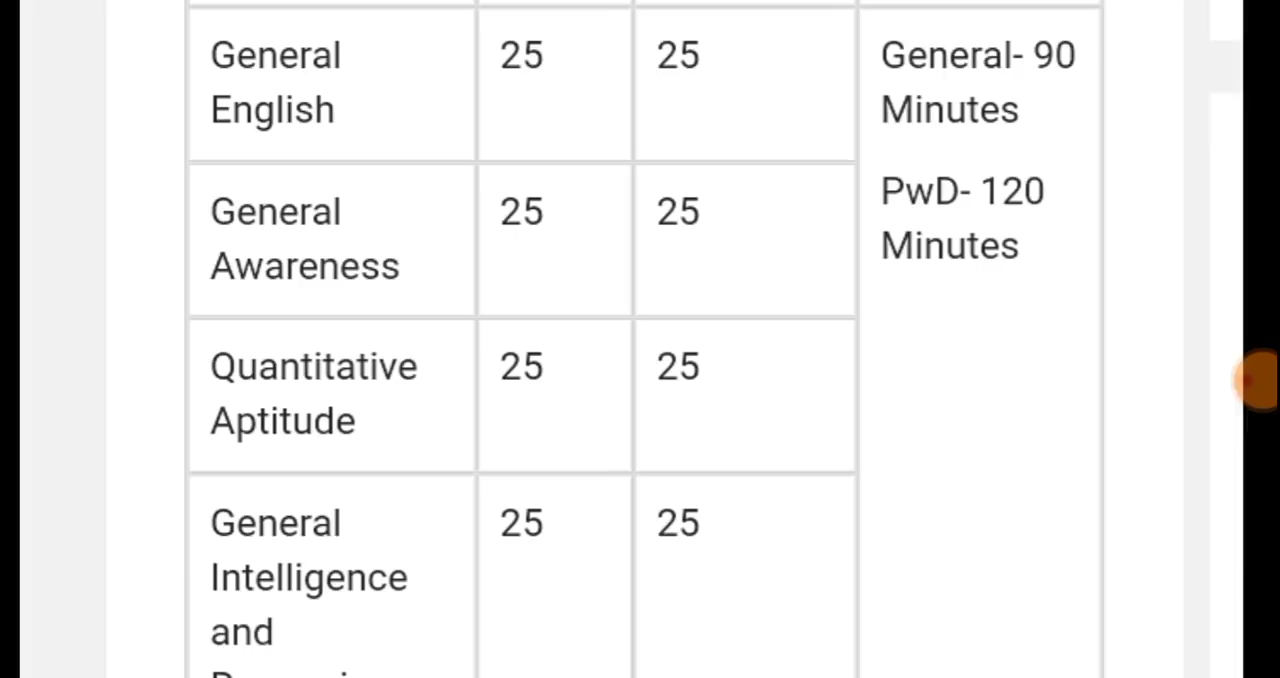 General 25 25 General- 90
English Minutes
PwD- 120
General 25 25
Awareness Minutes
Quantitative 25 25
Aptitude
General 25 25
Intelligence
and